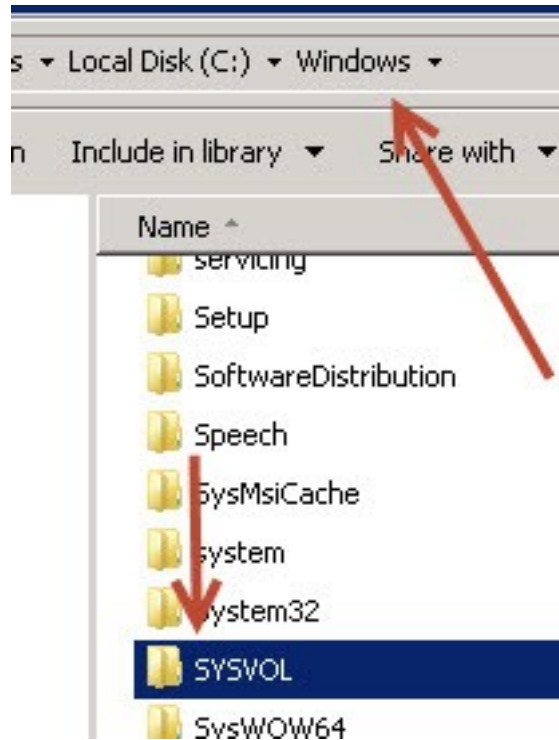 s Local Disk (C:) Windows
n Include in library Share with
Name
servicing
Setup
SoftwareDistribution
Speech
SysMsiCache
system
System32
SYSVOL
SysWOW64